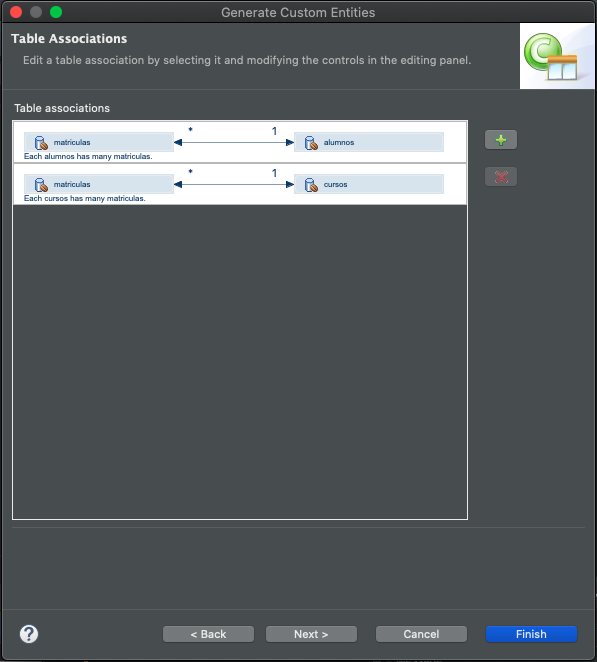 Generate Custom Entities
Table Associations
Edit a table association by selecting it and modifying the controls in the editing panel.
C
Table associations
matriculas * 1 alumnos
Each alumnos has many matriculas.
matriculas * 1 cursos
Each cursos has many matriculas.
? < Back Next > Cancel Finish